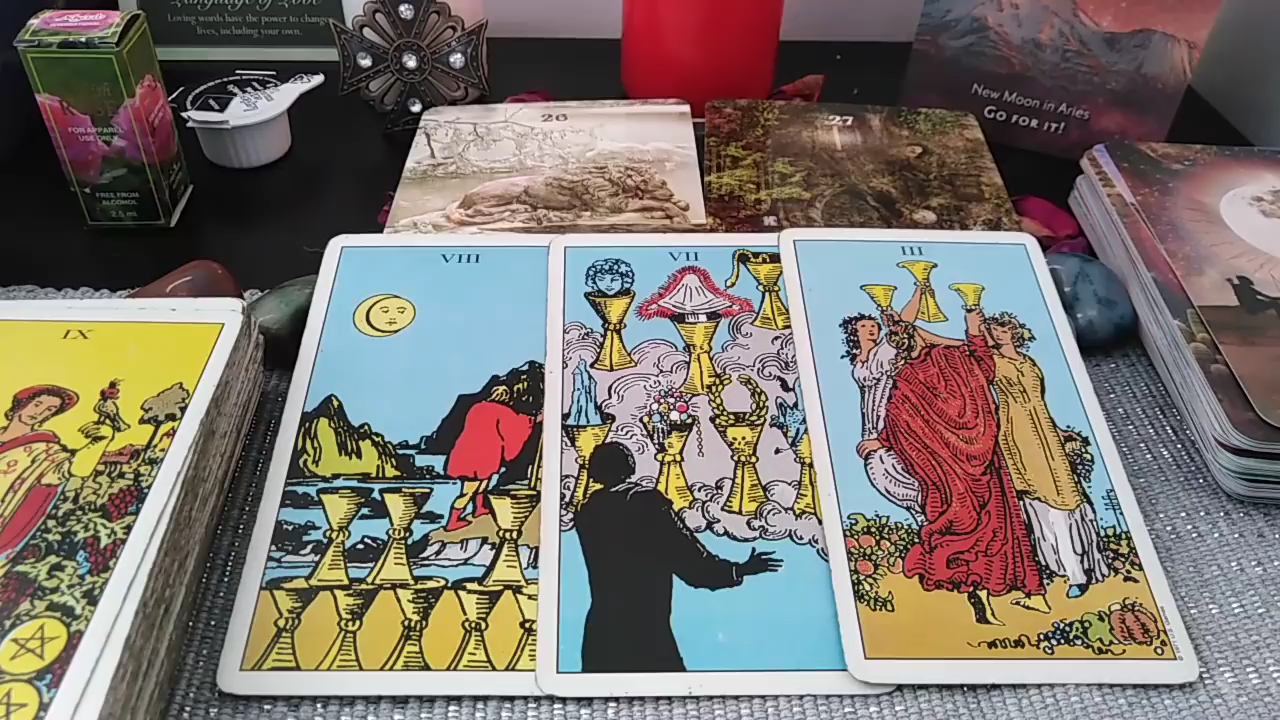 Language of Love
Loving words have the power to change
lives, including your own.
FOR APPAREL
USE ONLY
FREE FROM
ALCOHOL
2.5 ml
26
27
New Moon in Aries
GO FOR IT!
IX
VIII
VII
III